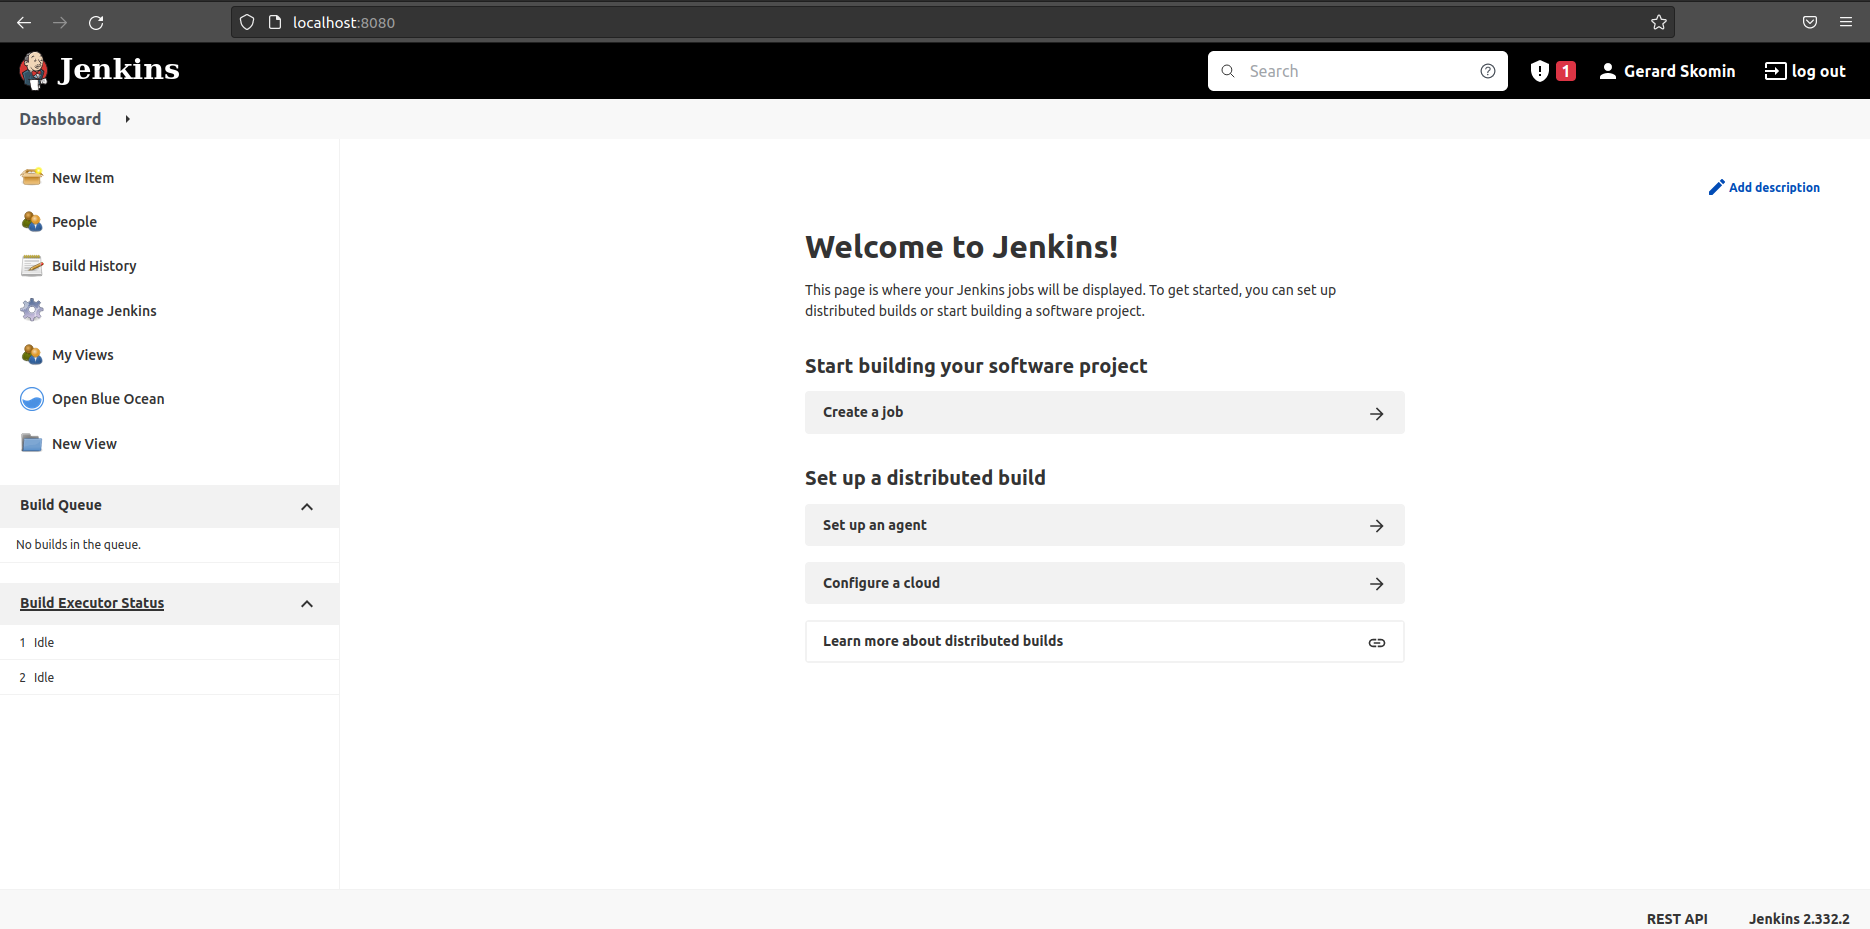 localhost:8080
Jenkins
Search
1
Gerard Skomin
log out
Dashboard
New Item
People
Build History
Manage Jenkins
My Views
Open Blue Ocean
New View
Build Queue
No builds in the queue.
Build Executor Status
1 Idle
2 Idle
Add description
Welcome to Jenkins!
This page is where your Jenkins jobs will be displayed. To get started, you can set up
distributed builds or start building a software project.
Start building your software project
Create a job
Set up a distributed build
Set up an agent
Configure a cloud
Learn more about distributed builds
REST API
Jenkins 2.332.2